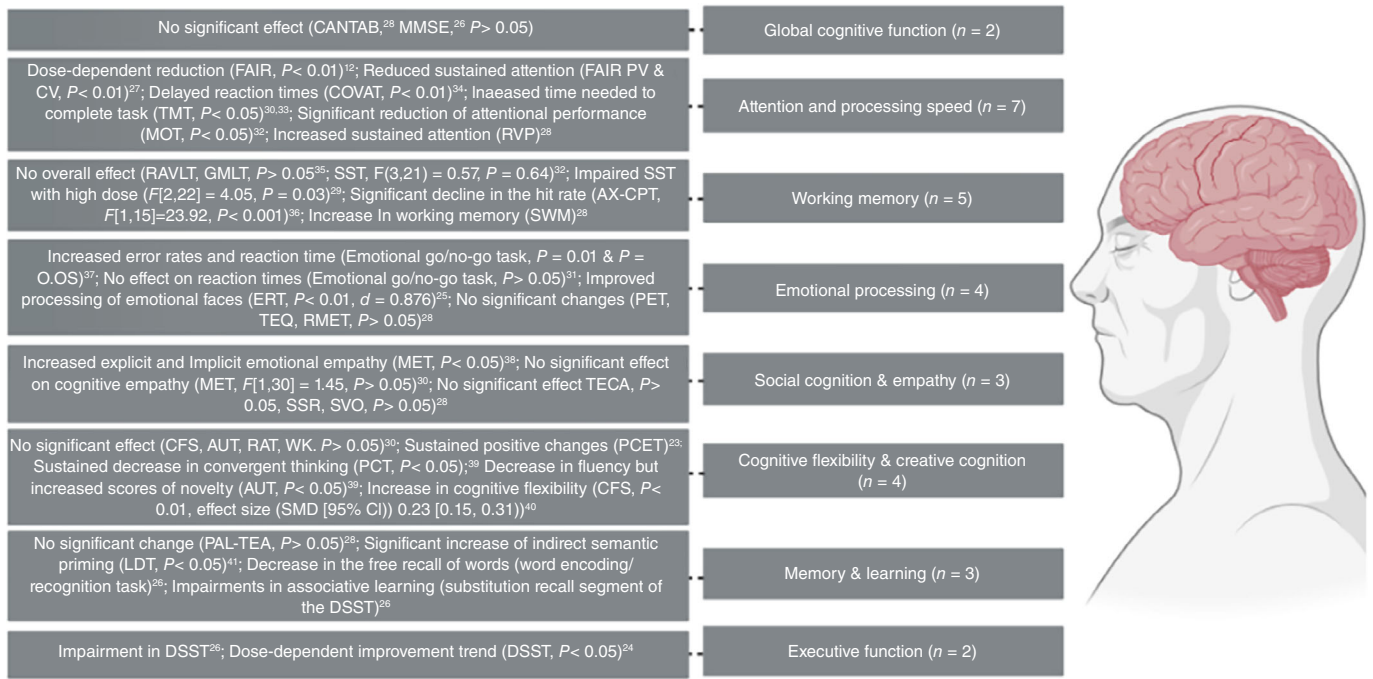 No significant effect (CANTAB,²⁸ MMSE,²⁶ P> 0.05)
Global cognitive function (n = 2)
Dose-dependent reduction (FAIR, P< 0.01)¹²; Reduced sustained attention (FAIR PV &
CV, P< 0.01)²⁷; Delayed reaction times (COVAT, P< 0.01)³⁴; Inaeased time needed to
complete task (TMT, P< 0.05)³⁰,³³; Significant reduction of attentional performance
(MOT, P< 0.05)³²; Increased sustained attention (RVP)²⁸
Attention and processing speed (n = 7)
No overall effect (RAVLT, GMLT, P> 0.05³⁵; SST, F(3,21) = 0.57, P = 0.64)³²; Impaired SST
with high dose (F[2,22] = 4.05, P = 0.03)²⁹; Significant decline in the hit rate (AX-CPT,
F[1,15]=23.92, P< 0.001)³⁶; Increase In working memory (SWM)²⁸
Working memory (n = 5)
Increased error rates and reaction time (Emotional go/no-go task, P = 0.01 & P =
O.OS)³⁷; No effect on reaction times (Emotional go/no-go task, P> 0.05)³¹; Improved
processing of emotional faces (ERT, P< 0.01, d = 0.876)²⁵; No significant changes (PET,
TEQ, RMET, P> 0.05)²⁸
Emotional processing (n = 4)
Increased explicit and Implicit emotional empathy (MET, P< 0.05)³⁸; No significant effect
on cognitive empathy (MET, F[1,30] = 1.45, P> 0.05)³⁰; No significant effect TECA, P>
0.05, SSR, SVO, P> 0.05)²⁸
Social cognition & empathy (n = 3)
No significant effect (CFS, AUT, RAT, WK. P> 0.05)³⁰; Sustained positive changes (PCET)²³;
Sustained decrease in convergent thinking (PCT, P< 0.05);³⁹ Decrease in fluency but
increased scores of novelty (AUT, P< 0.05)³⁹; Increase in cognitive flexibility (CFS, P<
0.01, effect size (SMD [95% Cl)) 0.23 [0.15, 0.31))⁴⁰
Cognitive flexibility & creative cognition
(n = 4)
No significant change (PAL-TEA, P> 0.05)²⁸; Significant increase of indirect semantic
priming (LDT, P< 0.05)⁴¹; Decrease in the free recall of words (word encoding/
recognition task)²⁶; Impairments in associative learning (substitution recall segment of
the DSST)²⁶
Memory & learning (n = 3)
Impairment in DSST²⁶; Dose-dependent improvement trend (DSST, P< 0.05)²⁴
Executive function (n = 2)